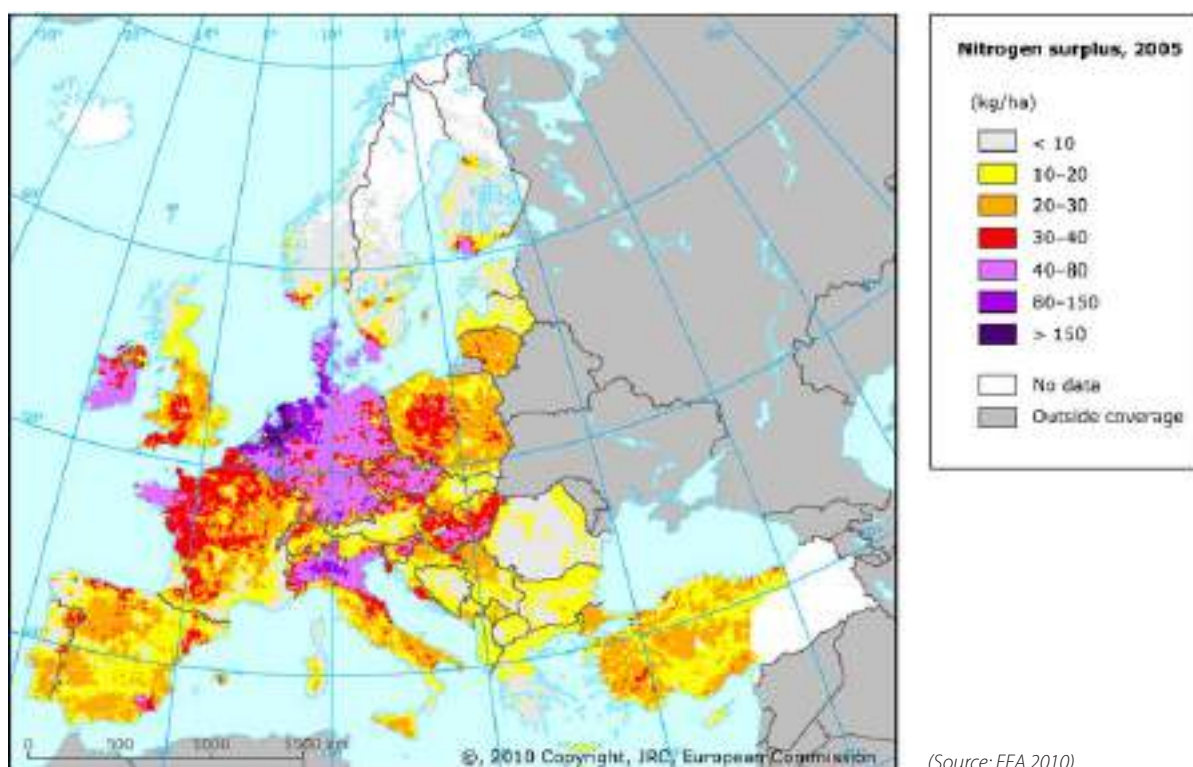 Nitrogen surplus, 2005
(kg/ha)
< 10
10–20
20–30
30–40
40–80
80–150
> 150
No data
Outside coverage
0 500 1000 1500 km
©, 2010 Copyright, JRC, European Commission
(Source: EEA 2010)